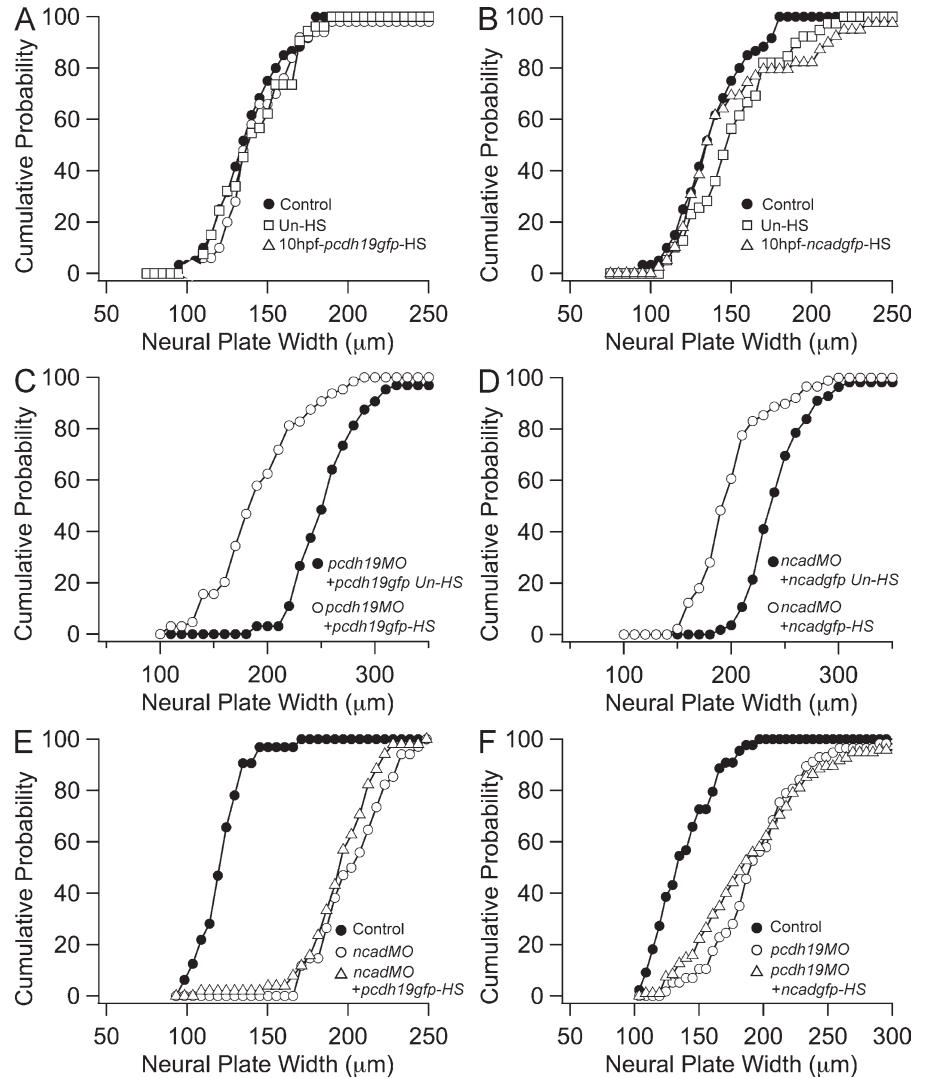 A
100
80
60
40
20
0
Cumulative Probability
Control
Un-HS
10hpf-pcdh19gfp-HS
50 100 150 200 250
Neural Plate Width (μm)
B
100
80
60
40
20
0
Cumulative Probability
Control
Un-HS
10hpf-ncadgfp-HS
50 100 150 200 250
Neural Plate Width (μm)
C
100
80
60
40
20
0
Cumulative Probability
pcdh19MO
+pcdh19gfp Un-HS
pcdh19MO
+pcdh19gfp-HS
100 200 300
Neural Plate Width (μm)
D
100
80
60
40
20
0
Cumulative Probability
ncadMO
+ncadgfp Un-HS
ncadMO
+ncadgfp-HS
100 200 300
Neural Plate Width (μm)
E
100
80
60
40
20
0
Cumulative Probability
Control
ncadMO
ncadMO
+pcdh19gfp-HS
50 100 150 200 250
Neural Plate Width (μm)
F
100
80
60
40
20
0
Cumulative Probability
Control
pcdh19MO
pcdh19MO
+ncadgfp-HS
50 100 150 200 250 300
Neural Plate Width (μm)